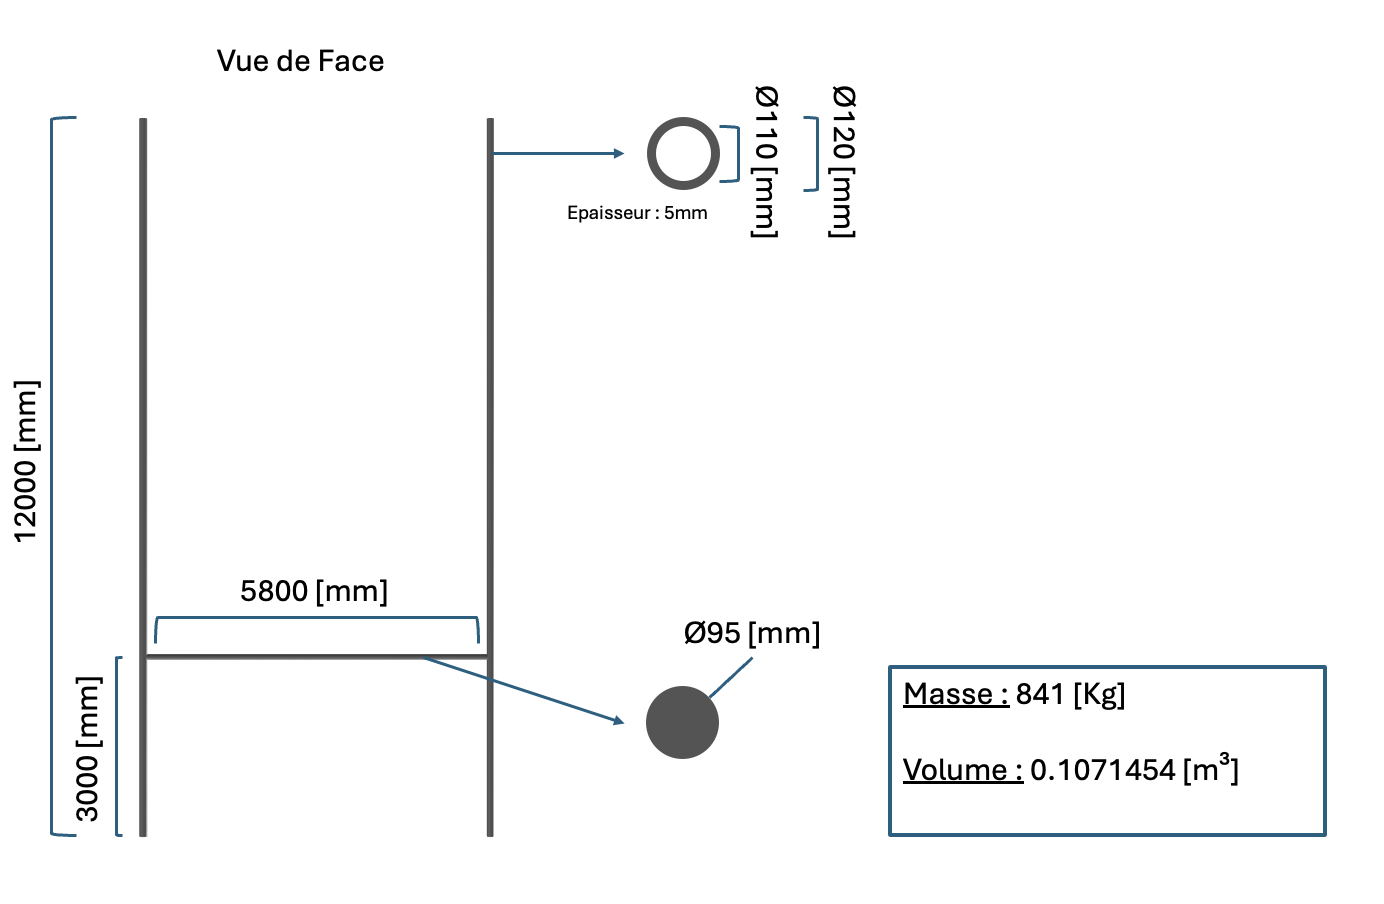 Vue de Face
Ø110 [mm]
Ø120 [mm]
Epaisseur : 5mm
12000 [mm]
5800 [mm]
Ø95 [mm]
3000 [mm]
Masse : 841 [Kg]
Volume : 0.1071454 [m³]